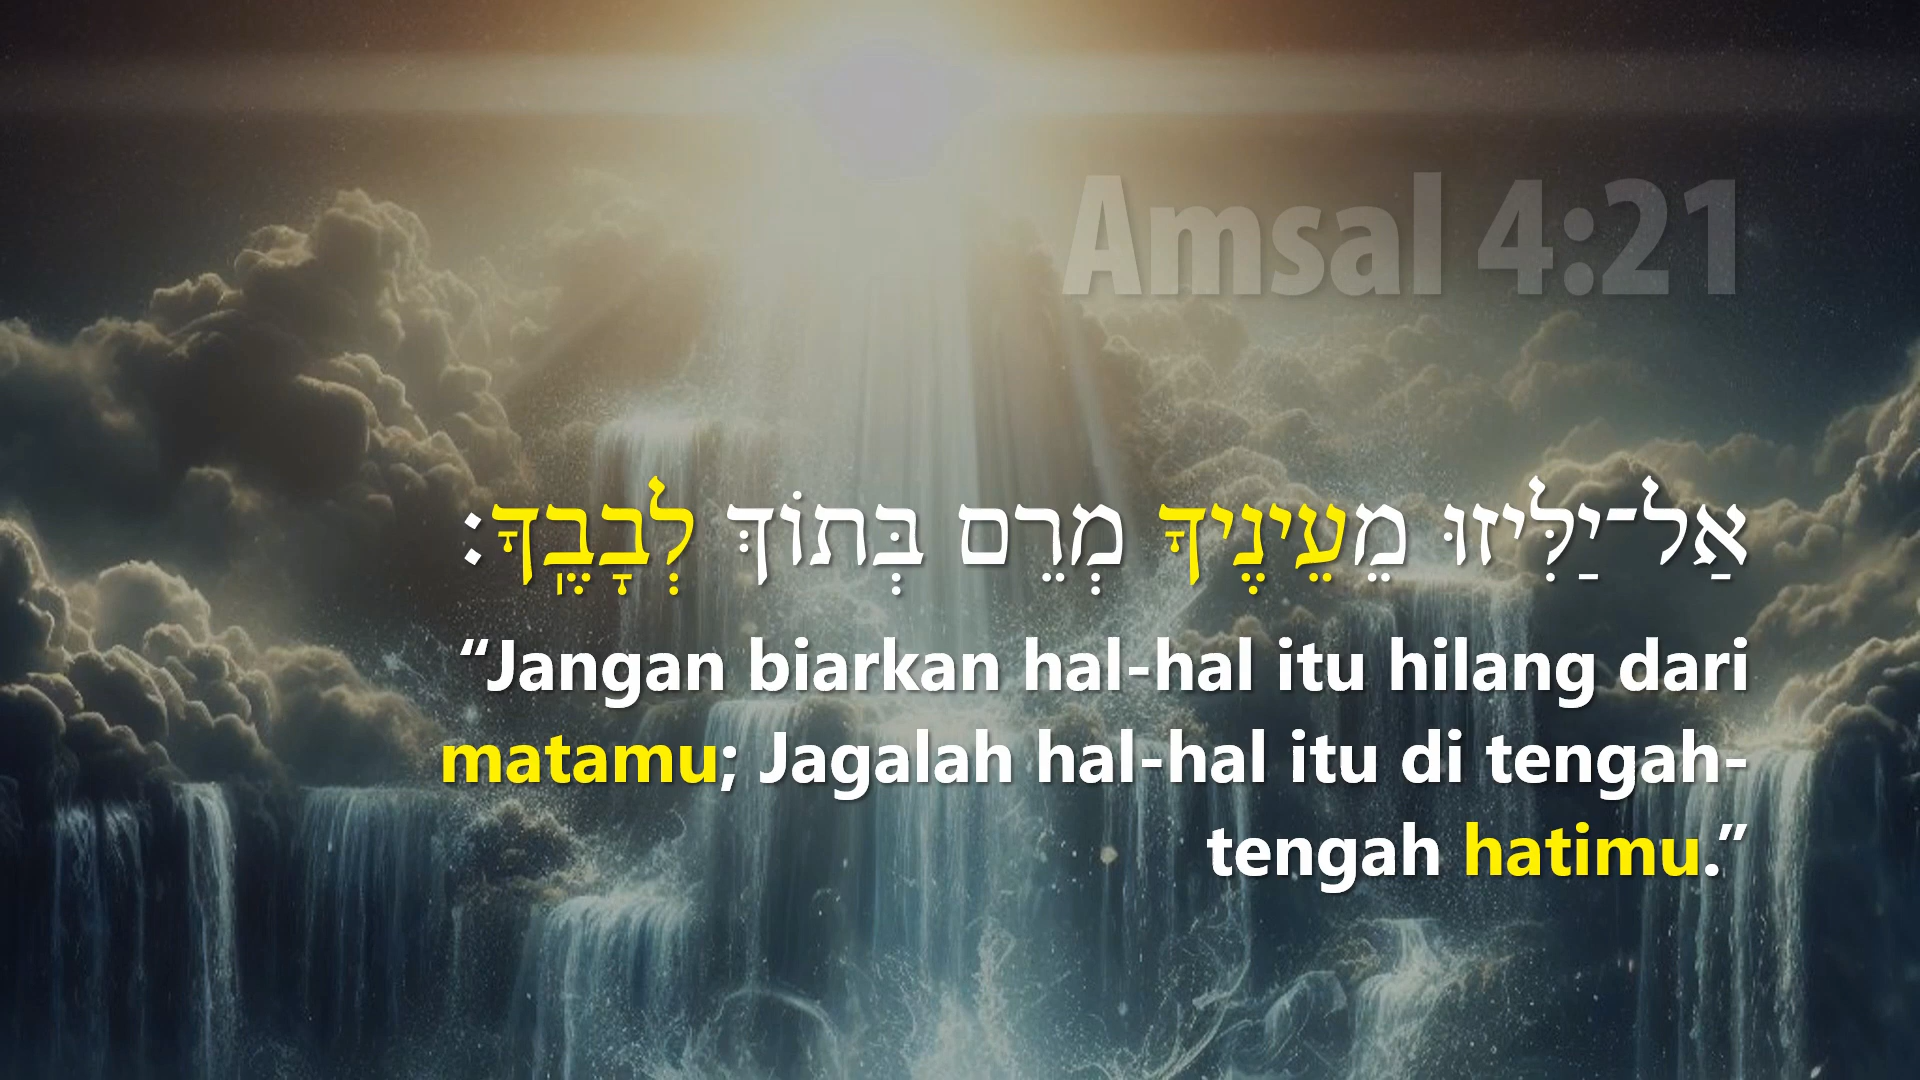 Amsal 4:21
אַל־יַלִּיזוּ מֵעֵינֶיךָ מְרֵם בְּתוֹךְ לְבָבֶֽךָ׃
“Jangan biarkan hal-hal itu hilang dari
matamu; Jagalah hal-hal itu di tengah-
tengah hatimu.”